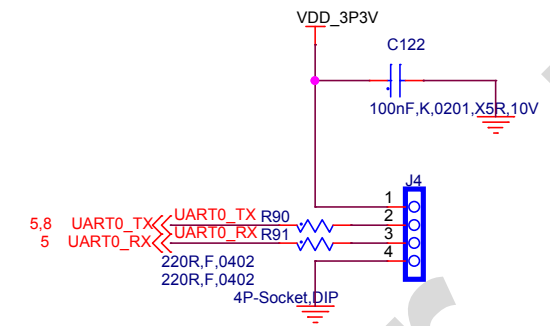 VDD_3P3V
C122
100nF,K,0201,X5R,10V
J4
1
5,8 UART0_TX UART0_TX R90 2
5 UART0_RX UART0_RX R91 3
4
220R,F,0402
220R,F,0402
4P-Socket,DIP